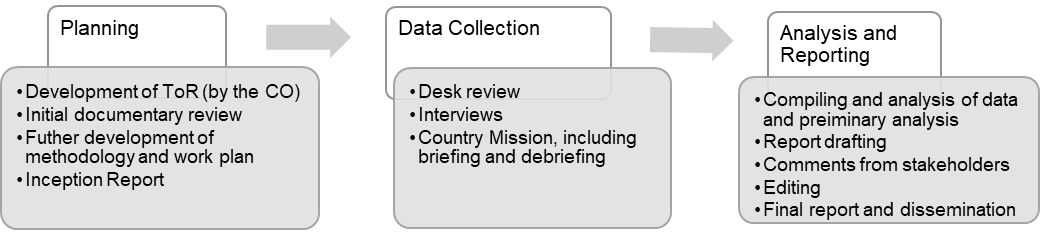 Planning
• Development of ToR (by the CO)
• Initial documentary review
• Futher development of
methodology and work plan
• Inception Report
Data Collection
• Desk review
• Interviews
• Country Mission, including
briefing and debriefing
Analysis and
Reporting
• Compiling and analysis of data
and preiminary analysis
• Report drafting
• Comments from stakeholders
• Editing
• Final report and dissemination